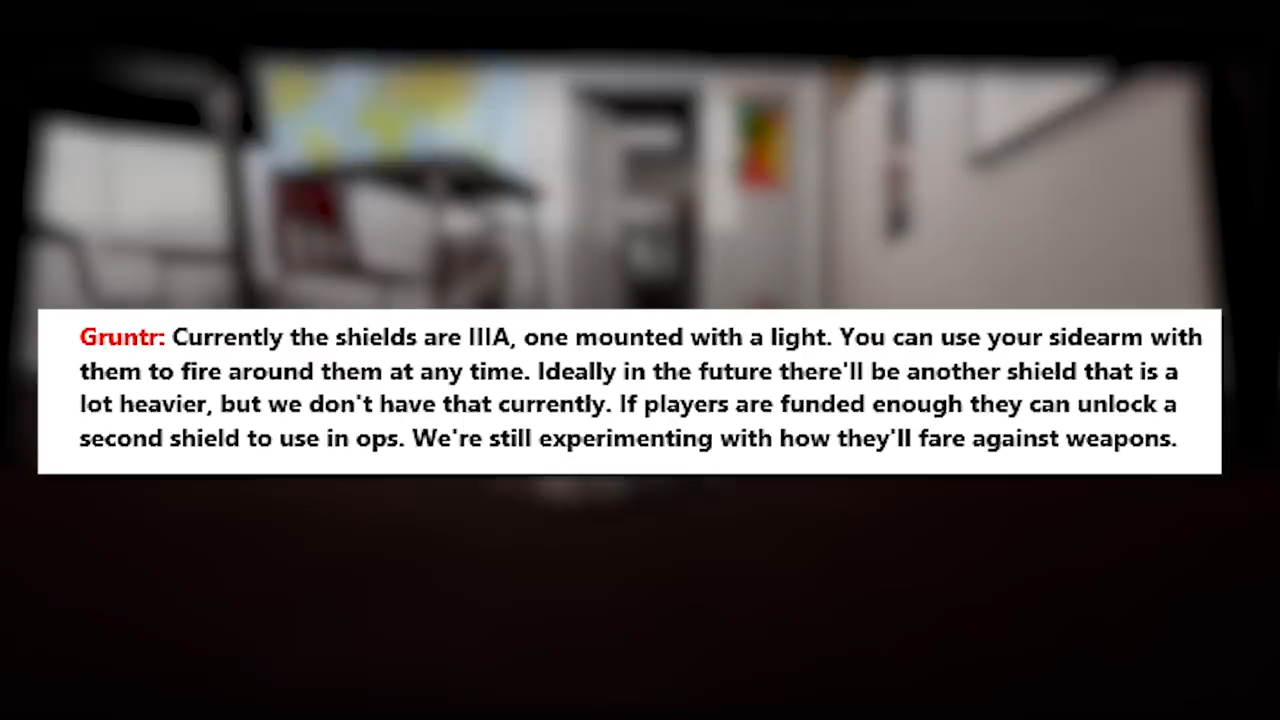 Gruntr: Currently the shields are IIIA, one mounted with a light. You can use your sidearm with
them to fire around them at any time. Ideally in the future there'll be another shield that is a
lot heavier, but we don't have that currently. If players are funded enough they can unlock a
second shield to use in ops. We're still experimenting with how they'll fare against weapons.